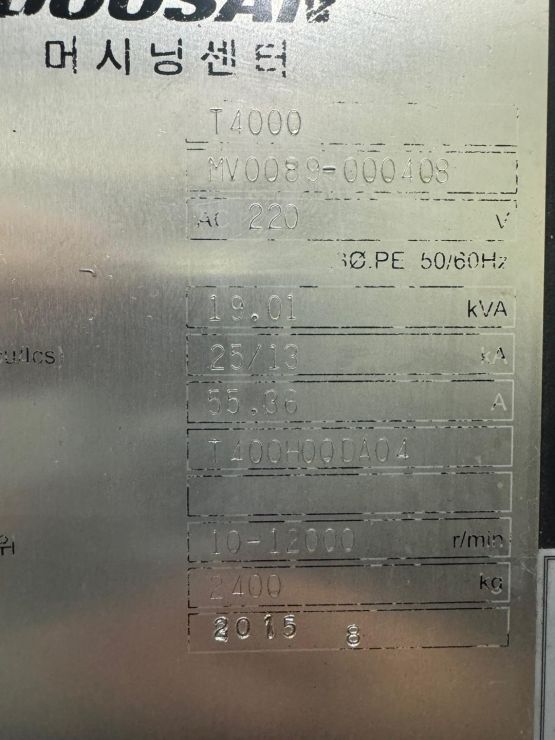 DOOSAN
머시닝센터
T4000
MV0089-000408
AC 220 V
3Ø.PE 50/60Hz
19.01 kVA
25/13 kA
55.36 A
T400H00DA04
10-12000 r/min
위
2400 kg
2015 8